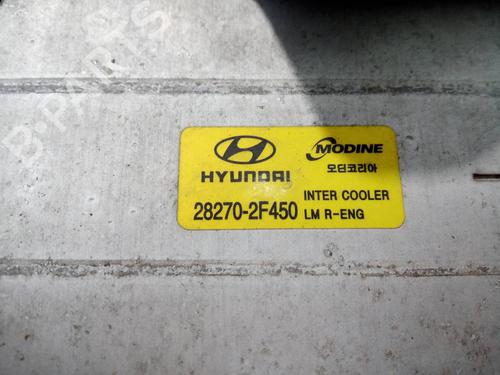 B-PARTS
HYUNDAI
MODINE
모딘코리아
28270-2F450
INTER COOLER
LM R-ENG